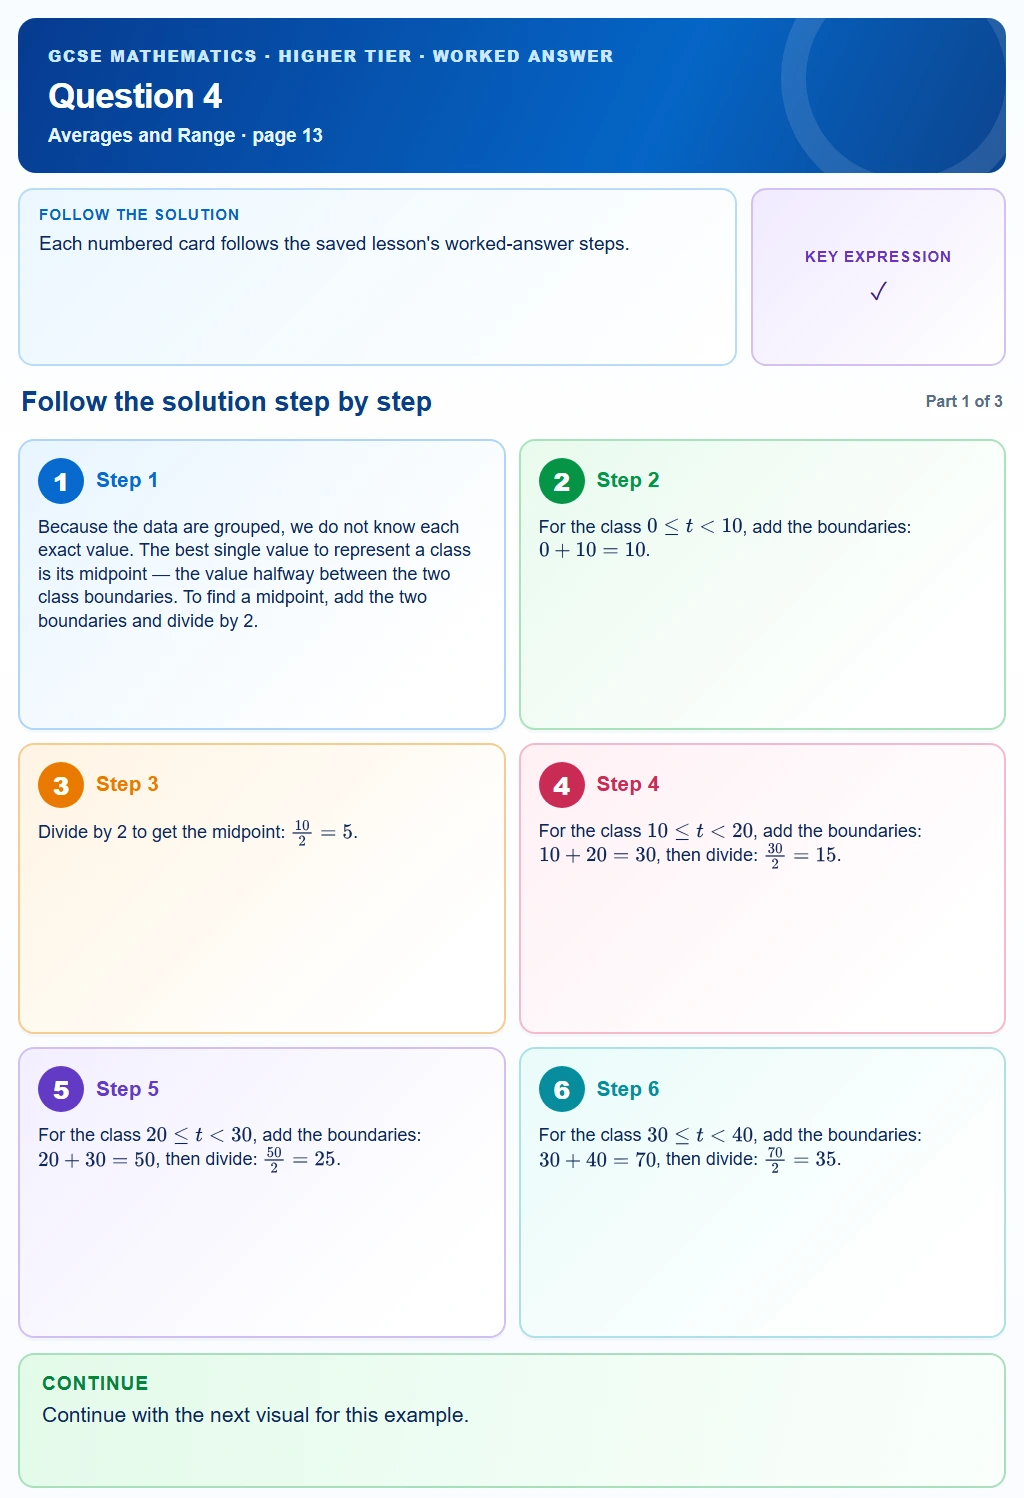 GCSE MATHEMATICS · HIGHER TIER · WORKED ANSWER
Question 4
Averages and Range · page 13
FOLLOW THE SOLUTION
Each numbered card follows the saved lesson's worked-answer steps.
KEY EXPRESSION
✓
Follow the solution step by step
Part 1 of 3
1 Step 1
Because the data are grouped, we do not know each
exact value. The best single value to represent a class
is its midpoint — the value halfway between the two
class boundaries. To find a midpoint, add the two
boundaries and divide by 2.
2 Step 2
For the class 0 ≤ t < 10, add the boundaries:
0 + 10 = 10.
3 Step 3
Divide by 2 to get the midpoint: 10/2 = 5.
4 Step 4
For the class 10 ≤ t < 20, add the boundaries:
10 + 20 = 30, then divide: 30/2 = 15.
5 Step 5
For the class 20 ≤ t < 30, add the boundaries:
20 + 30 = 50, then divide: 50/2 = 25.
6 Step 6
For the class 30 ≤ t < 40, add the boundaries:
30 + 40 = 70, then divide: 70/2 = 35.
CONTINUE
Continue with the next visual for this example.